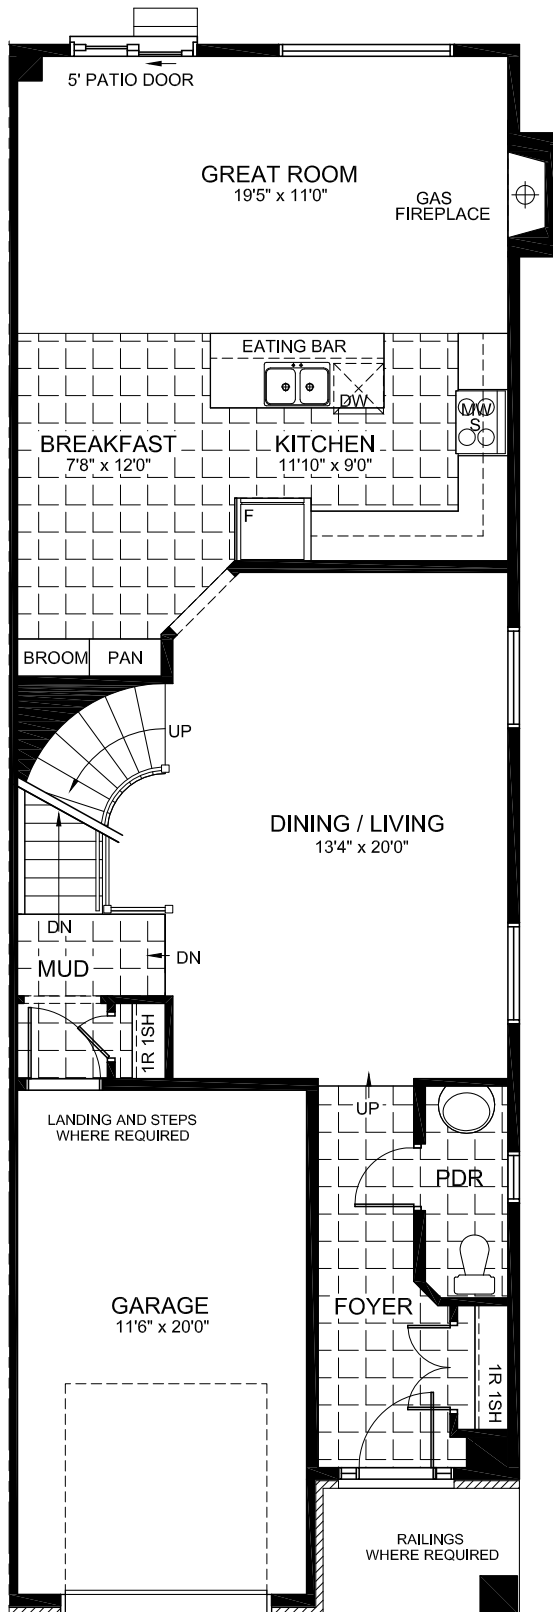 5' PATIO DOOR
GREAT ROOM
19'5" x 11'0"
GAS
FIREPLACE
EATING BAR
DW
MW
S
BREAKFAST
7'8" x 12'0"
KITCHEN
11'10" x 9'0"
F
BROOM
PAN
UP
DINING / LIVING
13'4" x 20'0"
DN
DN
MUD
1R 1SH
LANDING AND STEPS
WHERE REQUIRED
UP
PDR
GARAGE
11'6" x 20'0"
FOYER
1R 1SH
RAILINGS
WHERE REQUIRED